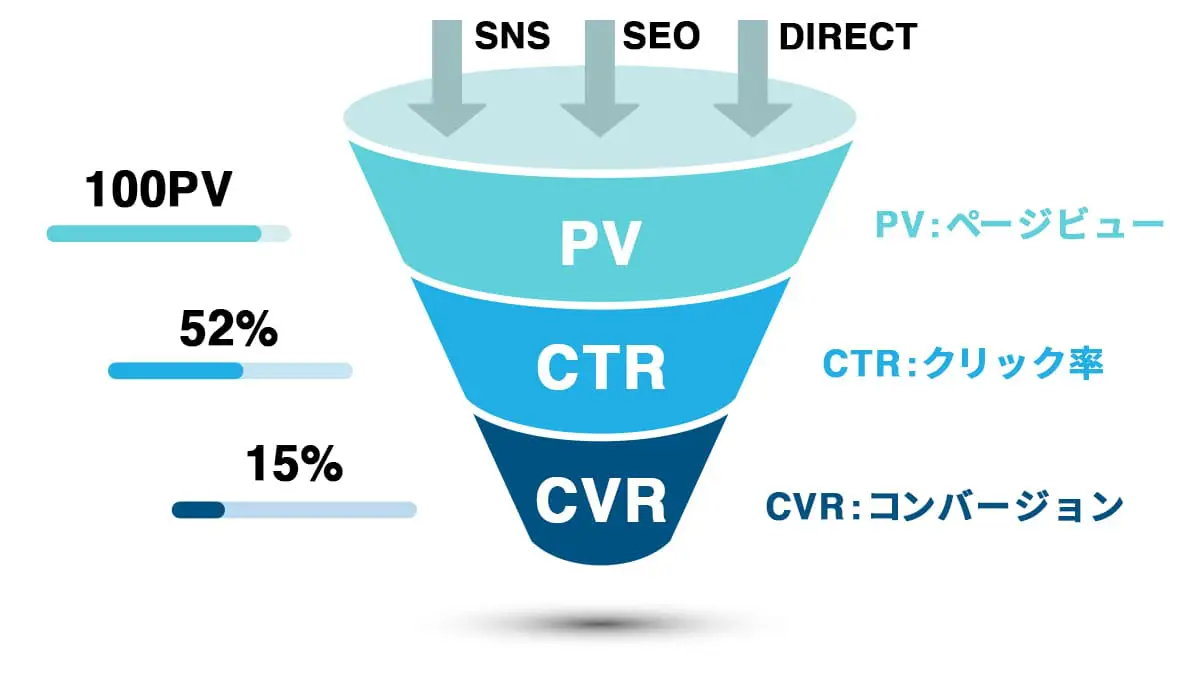 SNS
SEO
DIRECT
100PV
PV
PV:ページビュー
52%
CTR
CTR:クリック率
15%
CVR
CVR:コンバージョン